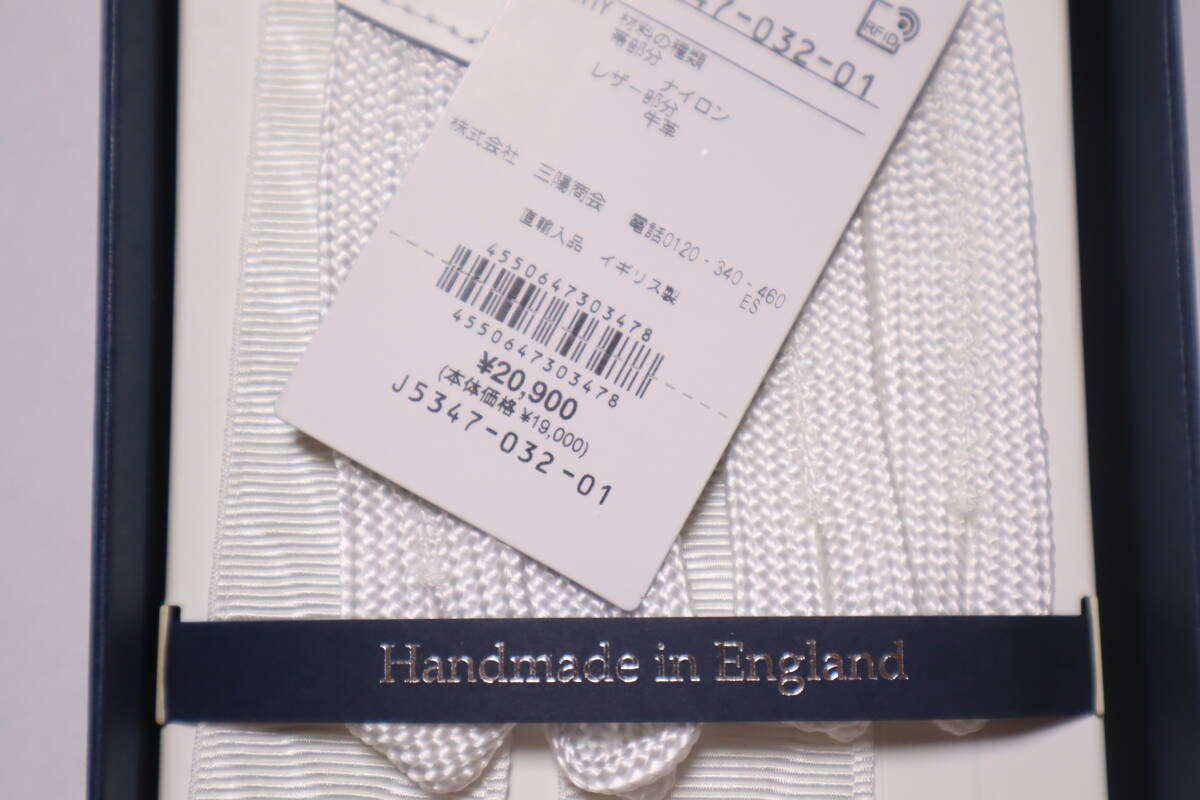 47-032-01
RFID
材料の種類
帯部分
ナイロン
レザー部分
牛革
株式会社 三陽商会 電話0120-340-460
ES
直輸入品 イギリス製
4550647303478
4550647303478
¥20,900
(本体価格 ¥19,000)
J5347-032-01
Handmade in England